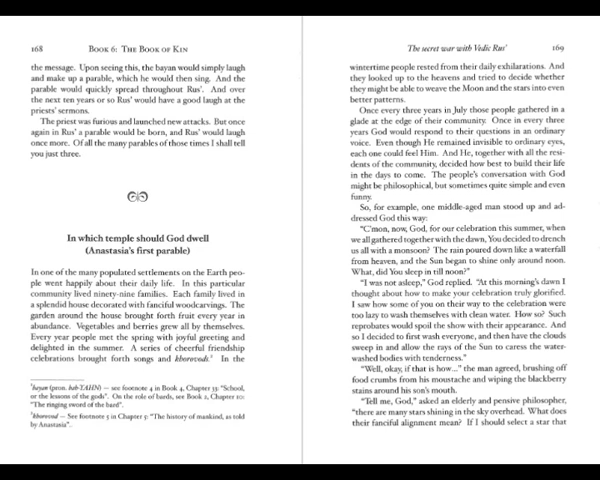 168 BOOK 6: THE BOOK OF KIN
the message. Upon seeing this, the bayan would simply laugh
and make up a parable, which he would then sing. And the
parable would quickly spread throughout Rus'. And over
the next ten years or so Rus' would have a good laugh at the
priests' sermons.
The priest was furious and launched new attacks. But once
again in Rus' a parable would be born, and Rus' would laugh
once more. Of all the many parables of those times I shall tell
you just three.
In which temple should God dwell
(Anastasia's first parable)
In one of the many populated settlements on the Earth peo-
ple went happily about their daily life. In this particular
community lived ninety-nine families. Each family lived in
a splendid house decorated with fanciful woodcarvings. The
garden around the house brought forth fruit every year in
abundance. Vegetables and berries grew all by themselves.
Every year people met the spring with joyful greeting and
delighted in the summer. A series of cheerful friendship
celebrations brought forth songs and khorovods. In the
bayan (pron. bah-YAHN) — see footnote 4 in Book 4, Chapter 33: "School,
or the lessons of the gods". On the role of bards, see Book 2, Chapter 10:
"The ringing sword of the bard".
khorovod — See footnote 5 in Chapter 5: "The history of mankind, as told
by Anastasia".
The secret war with Vedic Rus' 169
wintertime people rested from their daily exhilarations. And
they looked up to the heavens and tried to decide whether
they might be able to weave the Moon and the stars into even
better patterns.
Once every three years in July those people gathered in a
glade at the edge of their community. Once in every three
years God would respond to their questions in an ordinary
voice. Even though He remained invisible to ordinary eyes,
each one could feel Him. And He, together with all the resi-
dents of the community, decided how best to build their life
in the days to come. The people's conversation with God
might be philosophical, but sometimes quite simple and even
funny.
So, for example, one middle-aged man stood up and ad-
dressed God this way:
"C'mon, now, God, for our celebration this summer, when
we all gathered together with the dawn, You decided to drench
us all with a monsoon? The rain poured down like a waterfall
from heaven, and the Sun began to shine only around noon.
What, did You sleep in till noon?"
"I was not asleep," God replied. "At this morning's dawn I
thought about how to make your celebration truly glorified.
I saw how some of you on their way to the celebration were
too lazy to wash themselves with clean water. How so? Such
reprobates would spoil the show with their appearance. And
so I decided to first wash everyone, and then have the clouds
sweep in and allow the rays of the Sun to caress the water-
washed bodies with tenderness."
"Well, okay, if that is how..." the man agreed, brushing off
food crumbs from his moustache and wiping the blackberry
stains around his son's mouth.
"Tell me, God," asked an elderly and pensive philosopher,
"there are many stars shining in the sky overhead. What does
their fanciful alignment mean? If I should select a star that